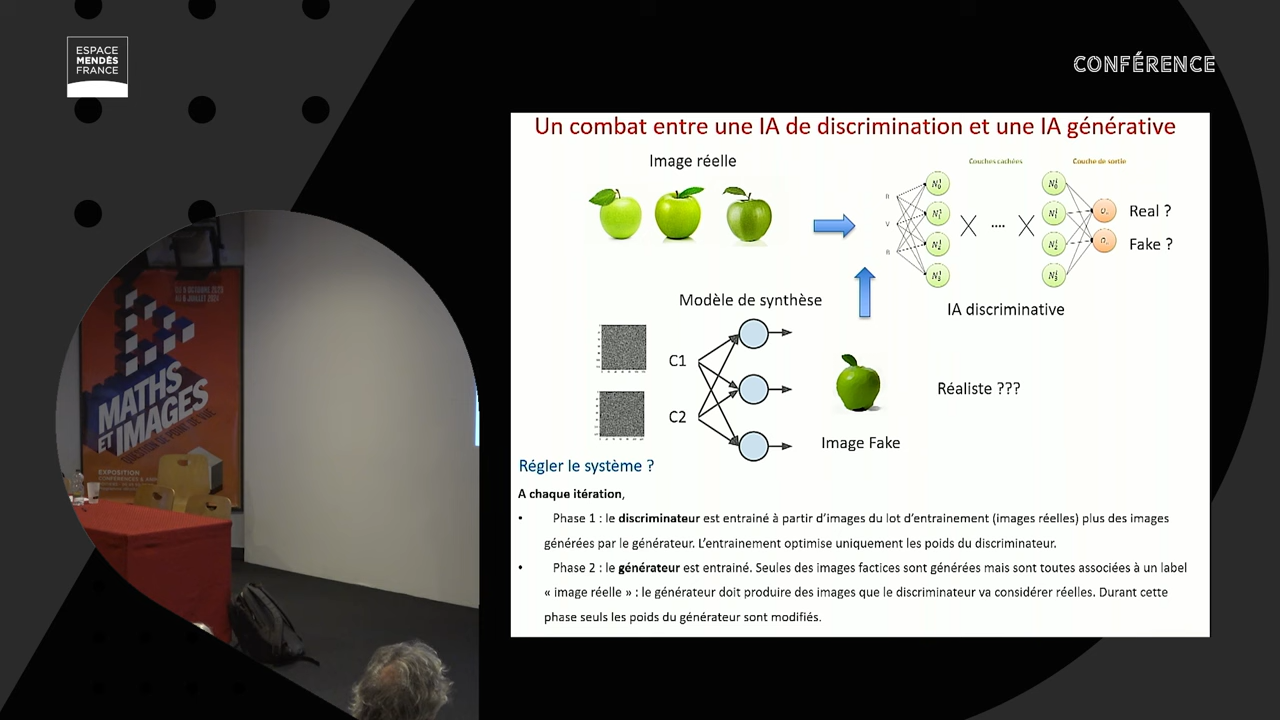 ESPACE
MENDÈS
FRANCE
CONFÉRENCE
Un combat entre une IA de discrimination et une IA générative
Image réelle
Couches cachées
Couche de sortie
R
V
B
....
Real ?
Fake ?
IA discriminative
Modèle de synthèse
C1
C2
Réaliste ???
Image Fake
Régler le système ?
A chaque itération,
• Phase 1 : le discriminateur est entrainé à partir d’images du lot d’entrainement (images réelles) plus des images
générées par le générateur. L’entrainement optimise uniquement les poids du discriminateur.
• Phase 2 : le générateur est entrainé. Seules des images factices sont générées mais sont toutes associées à un label
« image réelle » : le générateur doit produire des images que le discriminateur va considérer réelles. Durant cette
phase seuls les poids du générateur sont modifiés.
MATHS
ET IMAGES
QUESTION DE POINT DE VUE
EXPOSITION